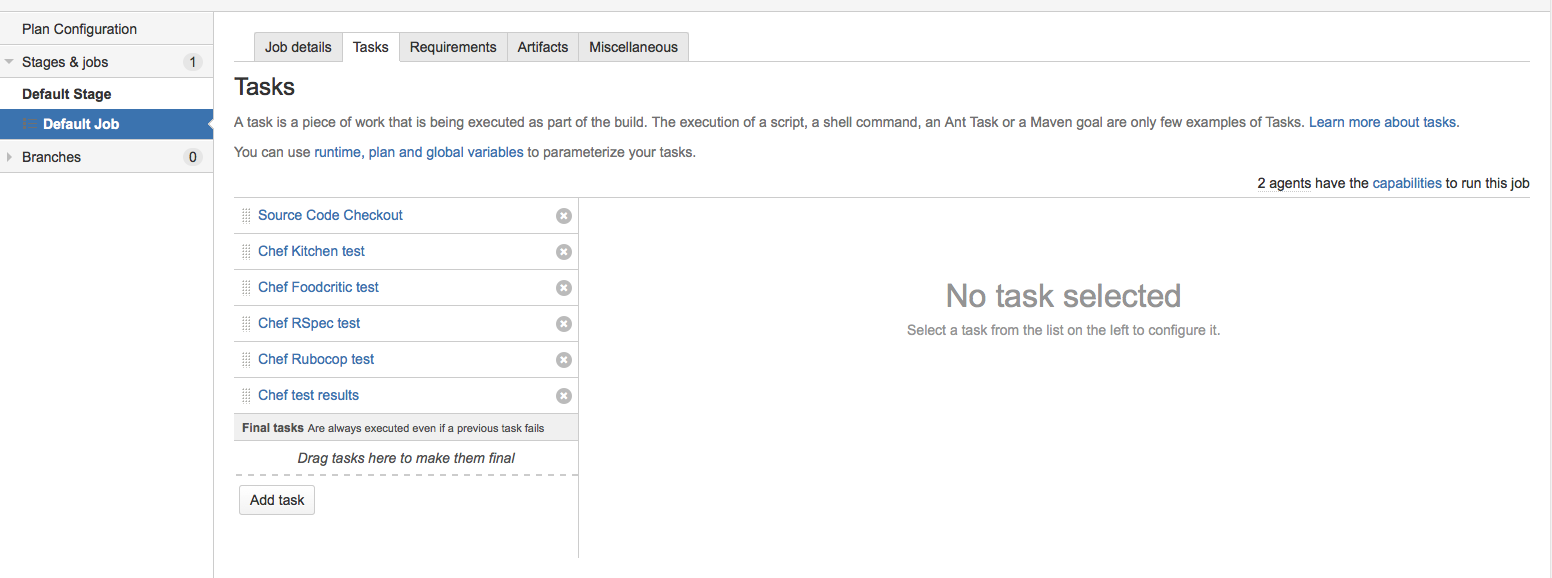 Plan Configuration
Stages & jobs 1
Default Stage
Default Job
Branches 0
Job details Tasks Requirements Artifacts Miscellaneous
Tasks
A task is a piece of work that is being executed as part of the build. The execution of a script, a shell command, an Ant Task or a Maven goal are only few examples of Tasks. Learn more about tasks.
You can use runtime, plan and global variables to parameterize your tasks.
2 agents have the capabilities to run this job
Source Code Checkout
Chef Kitchen test
Chef Foodcritic test
Chef RSpec test
Chef Rubocop test
Chef test results
Final tasks Are always executed even if a previous task fails
Drag tasks here to make them final
Add task
No task selected
Select a task from the list on the left to configure it.